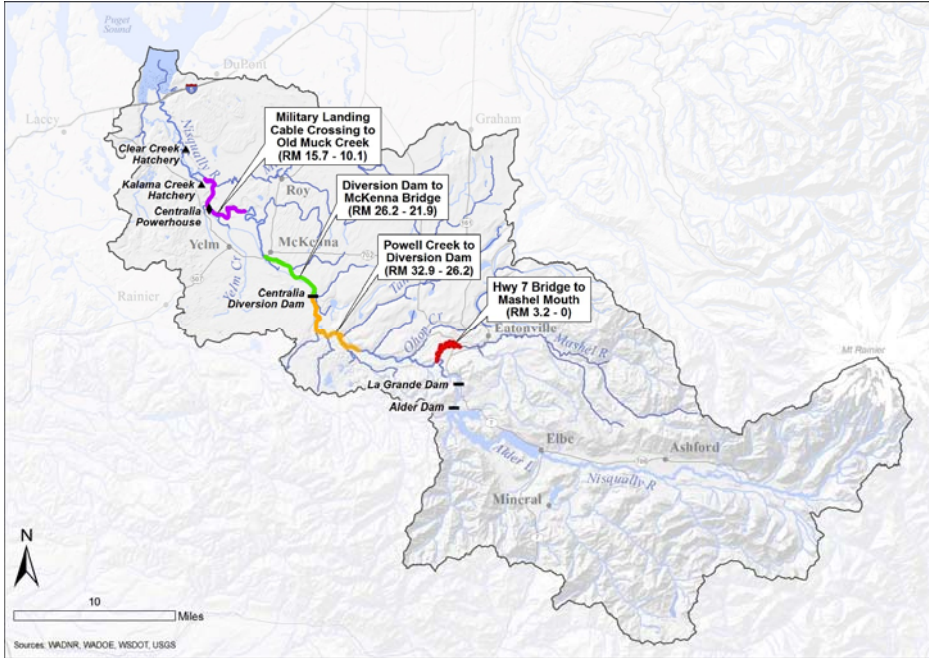 Puget
Sound
DuPont
5
Lacey
Graham
Military Landing
Cable Crossing to
Old Muck Creek
(RM 15.7 - 10.1)
Nisqually R
Clear Creek
Hatchery
Kalama Creek
Hatchery
Roy
Centralia
Powerhouse
Diversion Dam to
McKenna Bridge
(RM 26.2 - 21.9)
Yelm
McKenna
Powell Creek to
Diversion Dam
(RM 32.9 - 26.2)
Yelm Cr
Rainier
Centralia
Diversion Dam
Hwy 7 Bridge to
Mashel Mouth
(RM 3.2 - 0)
Ohop Cr
Eatonville
Mashel R
Mt Rainier
La Grande Dam
Alder Dam
Elbe
Ashford
Alder L
Nisqually R
Mineral
N
10
Miles
Sources: WADNR, WADOE, WSDOT, USGS